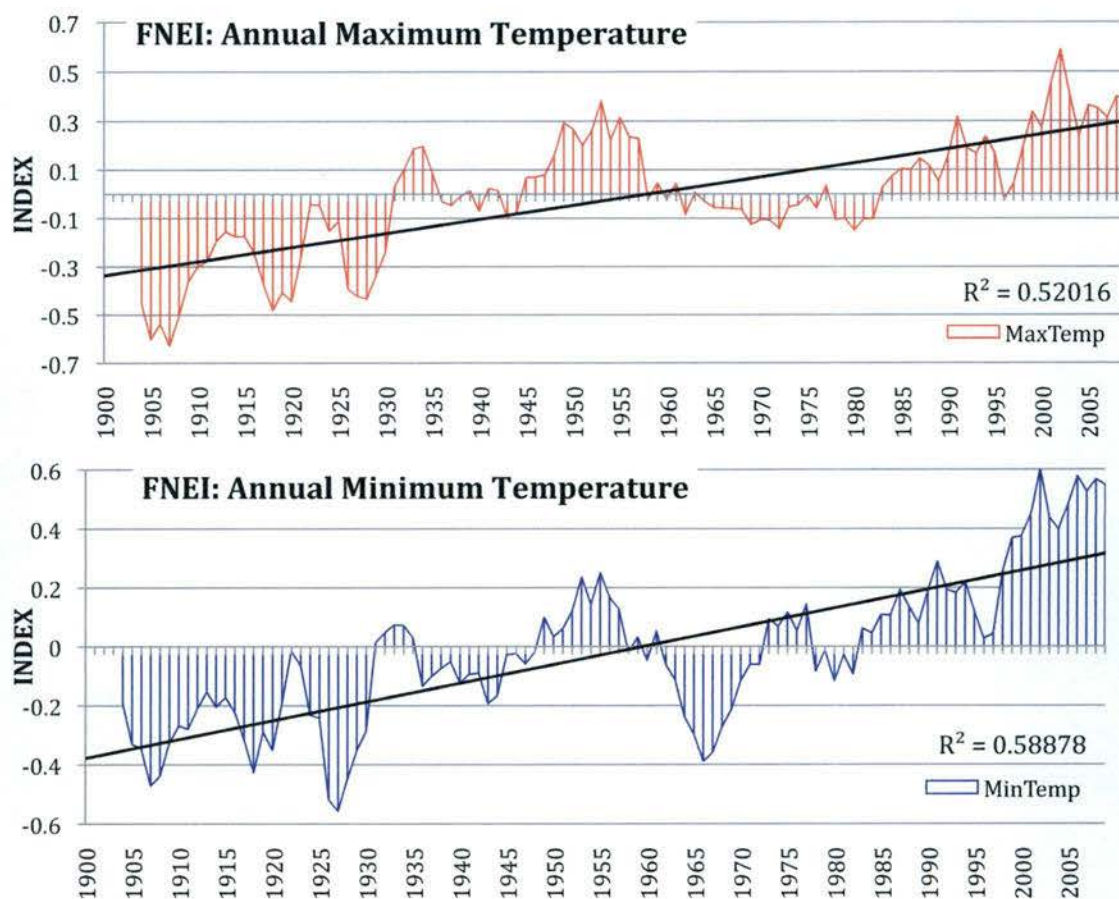 FNEI: Annual Maximum Temperature
0.7
0.5
0.3
0.1
-0.1
-0.3
-0.5
-0.7
INDEX
R² = 0.52016
MaxTemp
1900 1905 1910 1915 1920 1925 1930 1935 1940 1945 1950 1955 1960 1965 1970 1975 1980 1985 1990 1995 2000 2005
FNEI: Annual Minimum Temperature
0.6
0.4
0.2
0
-0.2
-0.4
-0.6
INDEX
R² = 0.58878
MinTemp
1900 1905 1910 1915 1920 1925 1930 1935 1940 1945 1950 1955 1960 1965 1970 1975 1980 1985 1990 1995 2000 2005